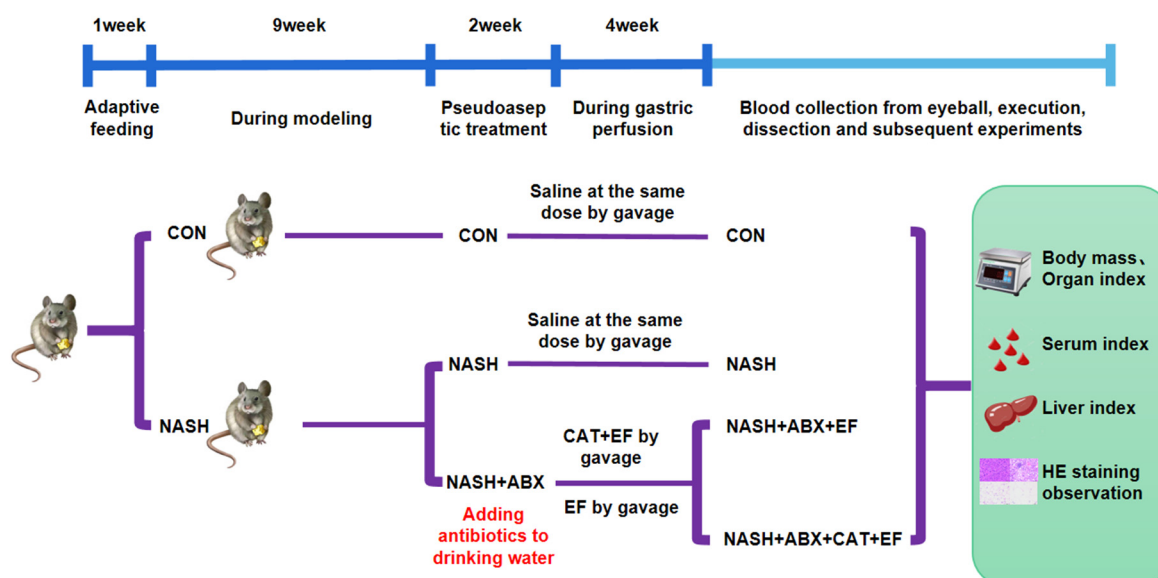 1week
9week
2week
4week
Adaptive
feeding
During modeling
Pseudoasep
tic treatment
During gastric
perfusion
Blood collection from eyeball, execution,
dissection and subsequent experiments
CON
Saline at the same
dose by gavage
CON
CON
NASH
Saline at the same
dose by gavage
NASH
NASH
NASH+ABX
Adding
antibiotics to
drinking water
CAT+EF by
gavage
EF by gavage
NASH+ABX+EF
NASH+ABX+CAT+EF
Body mass、
Organ index
Serum index
Liver index
HE staining
observation